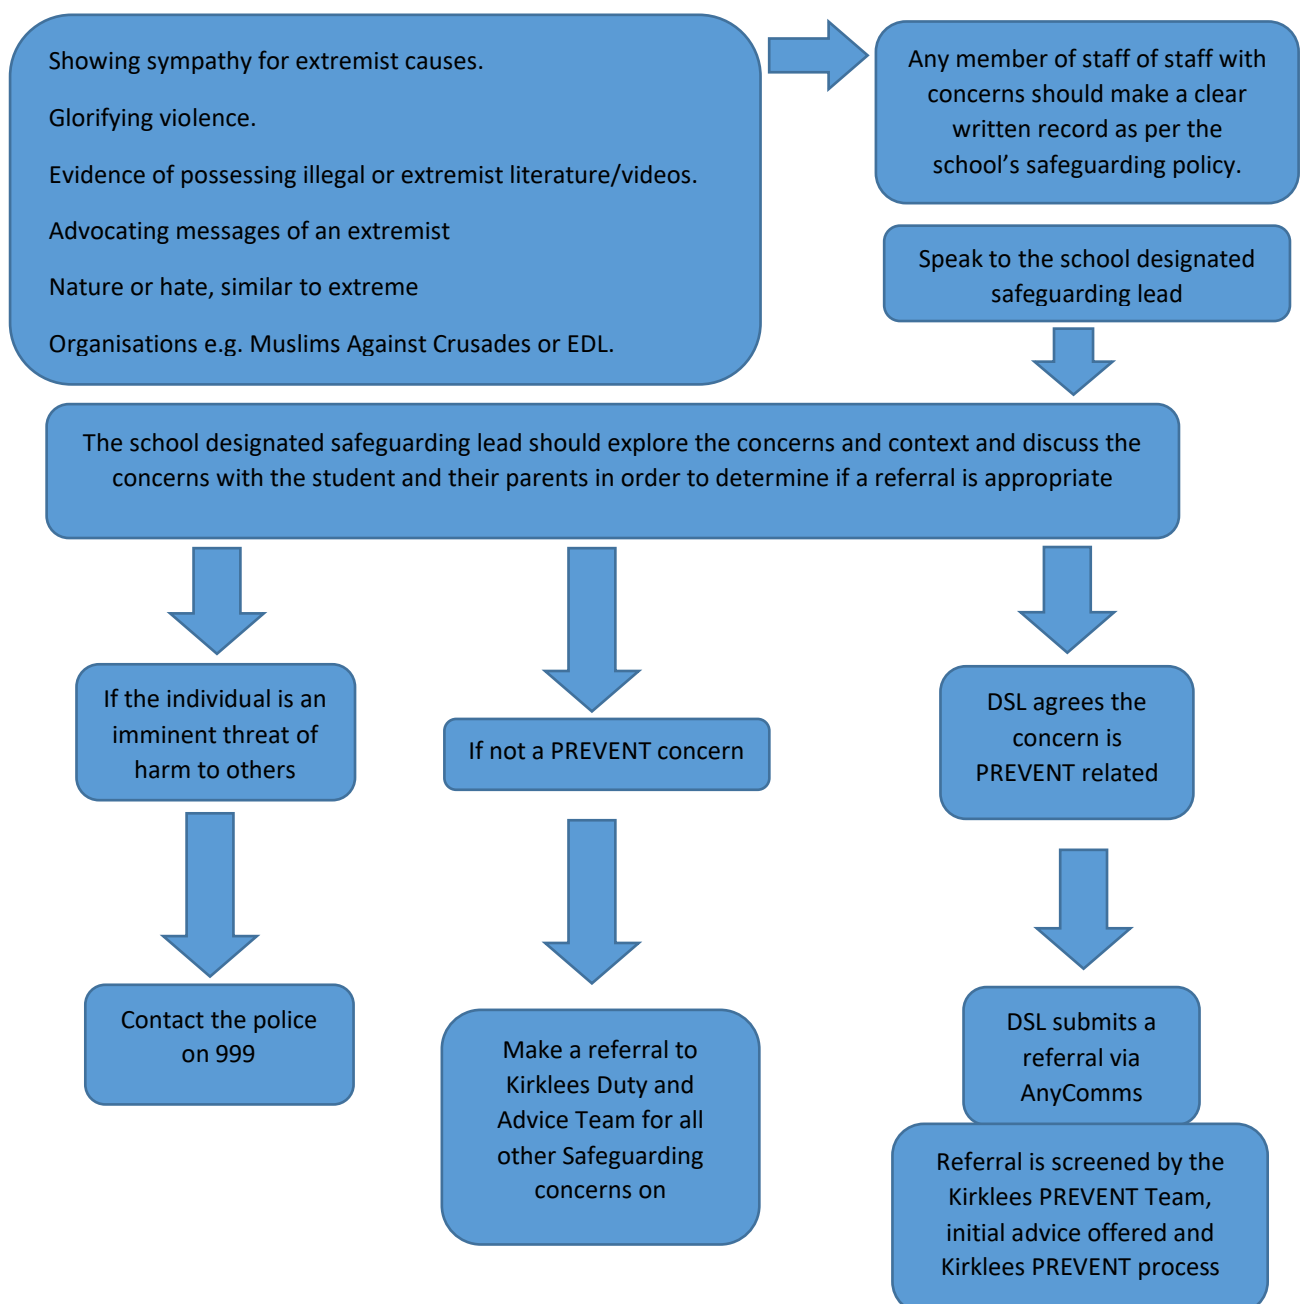 Showing sympathy for extremist causes.
Glorifying violence.
Evidence of possessing illegal or extremist literature/videos.
Advocating messages of an extremist
Nature or hate, similar to extreme
Organisations e.g. Muslims Against Crusades or EDL.
Any member of staff of staff with
concerns should make a clear
written record as per the
school’s safeguarding policy.
Speak to the school designated
safeguarding lead
The school designated safeguarding lead should explore the concerns and context and discuss the
concerns with the student and their parents in order to determine if a referral is appropriate
If the individual is an
imminent threat of
harm to others
Contact the police
on 999
If not a PREVENT concern
Make a referral to
Kirklees Duty and
Advice Team for all
other Safeguarding
concerns on
DSL agrees the
concern is
PREVENT related
DSL submits a
referral via
AnyComms
Referral is screened by the
Kirklees PREVENT Team,
initial advice offered and
Kirklees PREVENT process